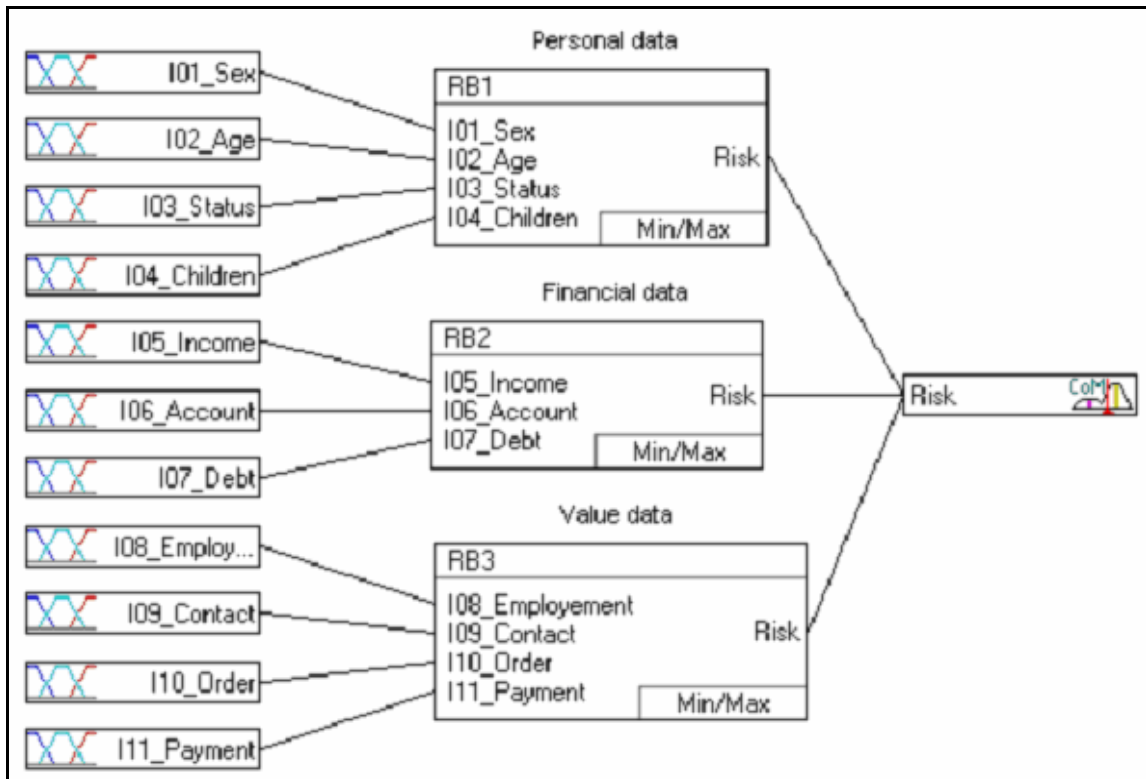 I01_Sex
I02_Age
I03_Status
I04_Children
I05_Income
I06_Account
I07_Debt
I08_Employ...
I09_Contact
I10_Order
I11_Payment
Personal data
RB1
I01_Sex
I02_Age
Risk
I03_Status
I04_Children
Min/Max
Financial data
RB2
I05_Income
Risk
I06_Account
I07_Debt
Min/Max
Value data
RB3
I08_Employement
I09_Contact
Risk
I10_Order
I11_Payment
Min/Max
Risk
CoM